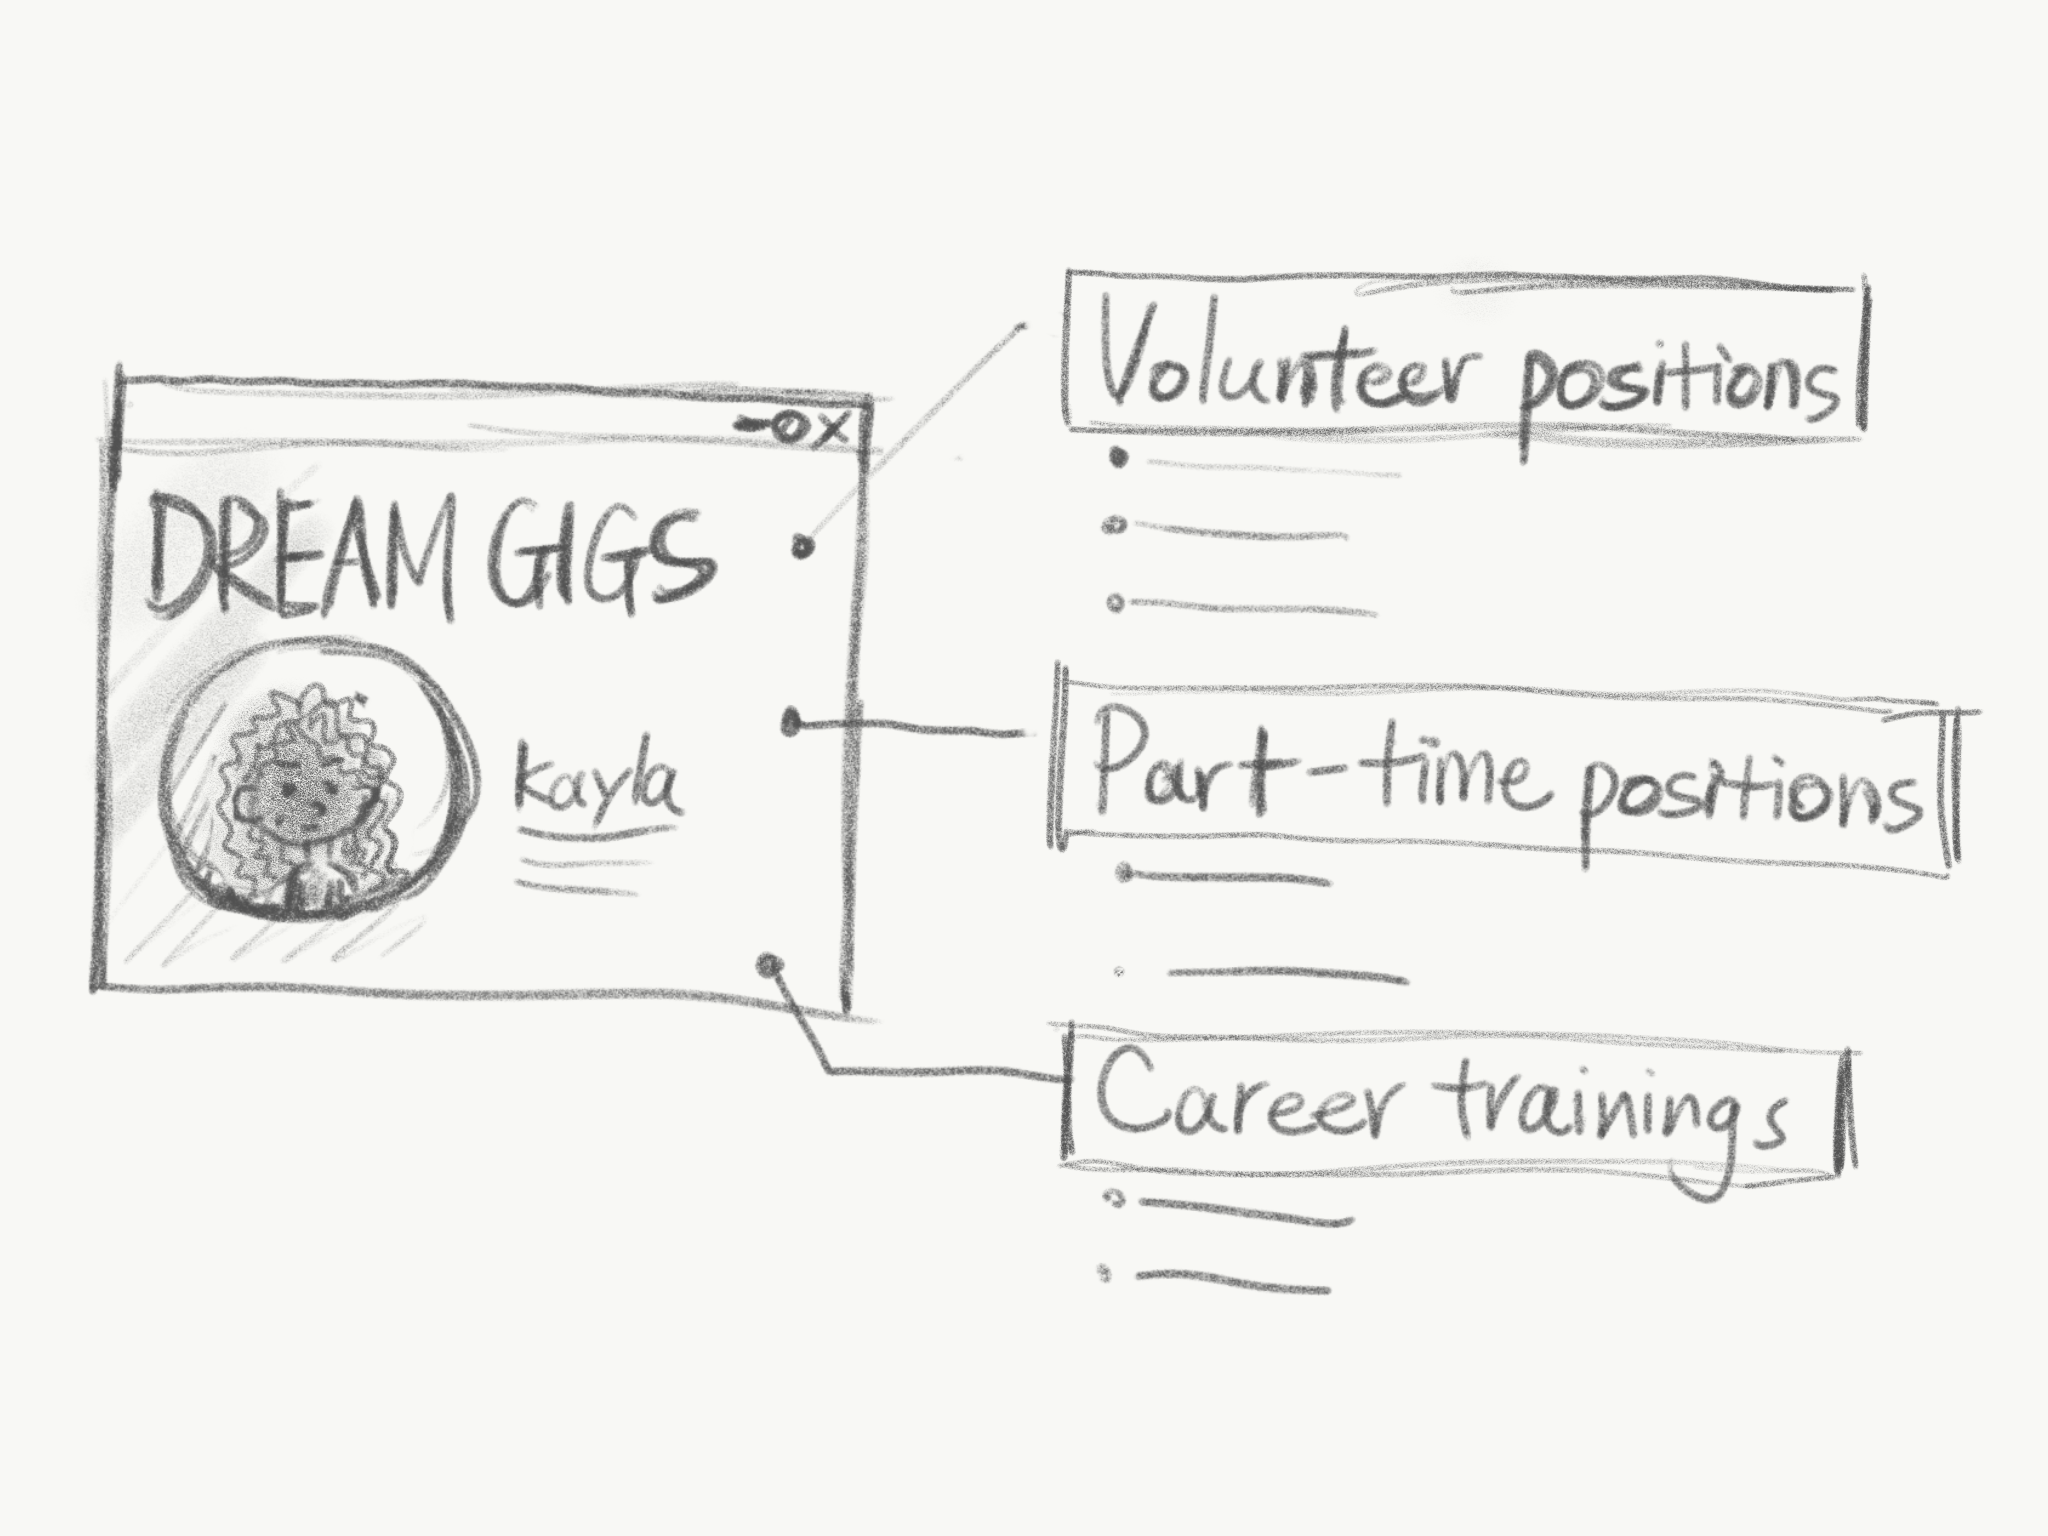 DREAM GIGS
Kayla
Volunteer positions
Part-time positions
Career trainings